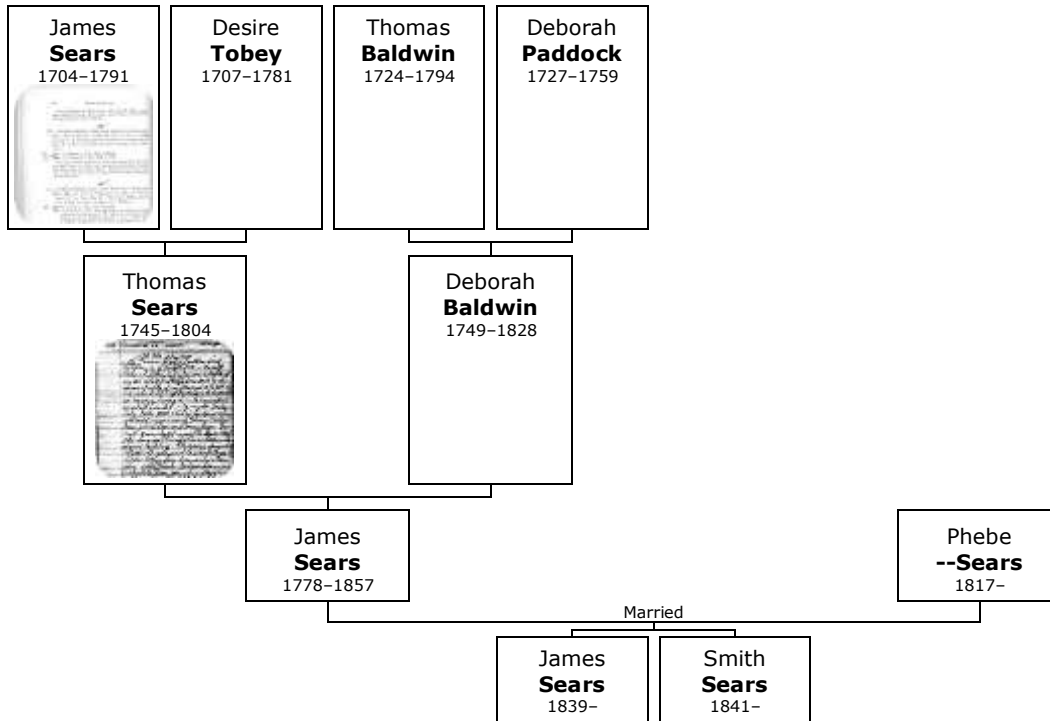 James
Sears
1704–1791
Desire
Tobey
1707–1781
Thomas
Baldwin
1724–1794
Deborah
Paddock
1727–1759
Thomas
Sears
1745–1804
Deborah
Baldwin
1749–1828
James
Sears
1778–1857
Phebe
--Sears
1817–
Married
James
Sears
1839–
Smith
Sears
1841–